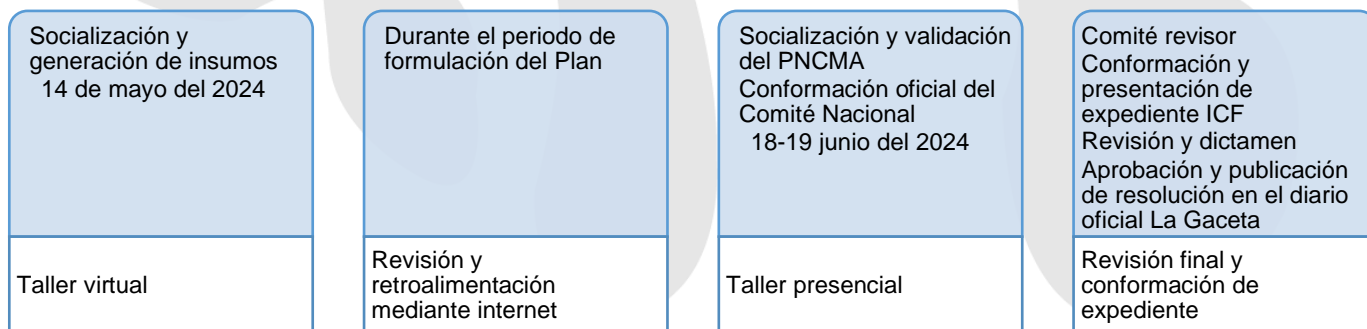 Socialización y
generación de insumos
14 de mayo del 2024
Taller virtual
Durante el periodo de
formulación del Plan
Revisión y
retroalimentación
mediante internet
Socialización y validación
del PNCMA
Conformación oficial del
Comité Nacional
18-19 junio del 2024
Taller presencial
Comité revisor
Conformación y
presentación de
expediente ICF
Revisión y dictamen
Aprobación y publicación
de resolución en el diario
oficial La Gaceta
Revisión final y
conformación de
expediente